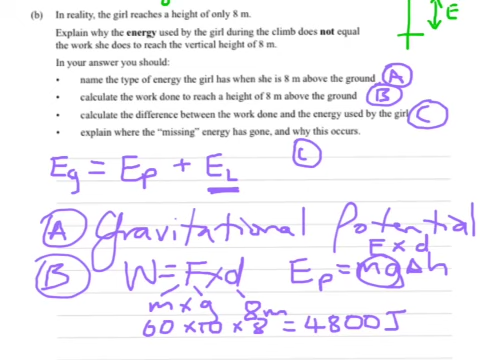 E
(b) In reality, the girl reaches a height of only 8 m.
Explain why the energy used by the girl during the climb does not equal
the work she does to reach the vertical height of 8 m.
In your answer you should:
• name the type of energy the girl has when she is 8 m above the ground A
• calculate the work done to reach a height of 8 m above the ground B
• calculate the difference between the work done and the energy used by the girl C
• explain where the "missing" energy has gone, and why this occurs.
Eg = Ep + EL C
A Gravitational Potential
F x d
B W = F x d Ep = mgΔh
m x g 8m
60 x 10 x 8 = 4800 J